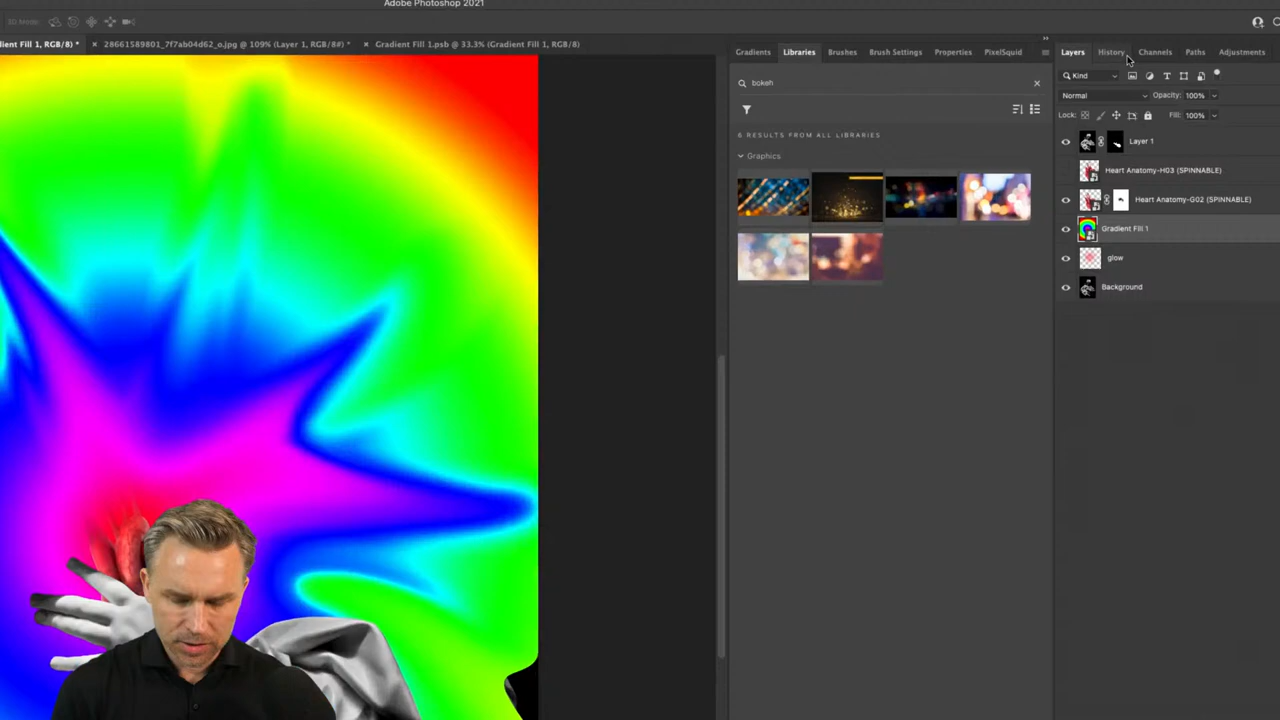 Adobe Photoshop 2021
3D Mode:
ent Fill 1, RGB/8) *
28661589801_7f7ab04d62_o.jpg @ 109% (Layer 1, RGB/8#) *
Gradient Fill 1.psb @ 33.3% (Gradient Fill 1, RGB/8)
Gradients Libraries Brushes Brush Settings Properties PixelSquid
bokeh
6 RESULTS FROM ALL LIBRARIES
Graphics
Layers History Channels Paths Adjustments
Kind
Normal Opacity: 100%
Lock: Fill: 100%
Layer 1
Heart Anatomy-H03 (SPINNABLE)
Heart Anatomy-G02 (SPINNABLE)
Gradient Fill 1
glow
Background